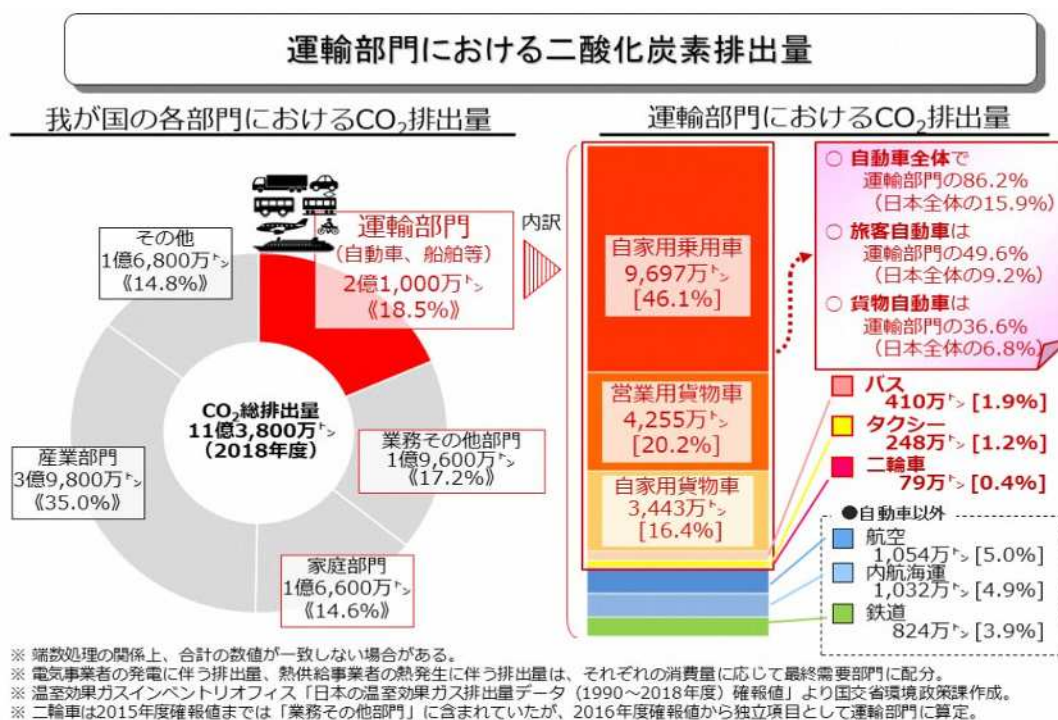 運輸部門における二酸化炭素排出量
我が国の各部門におけるCO₂排出量
その他
1億6,800万㌧
《14.8%》
運輸部門
(自動車、船舶等)
2億1,000万㌧
《18.5%》
CO₂総排出量
11億3,800万㌧
(2018年度)
産業部門
3億9,800万㌧
《35.0%》
業務その他部門
1億9,600万㌧
《17.2%》
家庭部門
1億6,600万㌧
《14.6%》
内訳
運輸部門におけるCO₂排出量
自家用乗用車
9,697万㌧
[46.1%]
営業用貨物車
4,255万㌧
[20.2%]
自家用貨物車
3,443万㌧
[16.4%]
○ 自動車全体で
運輸部門の86.2%
(日本全体の15.9%)
○ 旅客自動車は
運輸部門の49.6%
(日本全体の9.2%)
○ 貨物自動車は
運輸部門の36.6%
(日本全体の6.8%)
バス
410万㌧ [1.9%]
タクシー
248万㌧ [1.2%]
二輪車
79万㌧ [0.4%]
●自動車以外
航空
1,054万㌧ [5.0%]
内航海運
1,032万㌧ [4.9%]
鉄道
824万㌧ [3.9%]
※ 端数処理の関係上、合計の数値が一致しない場合がある。
※ 電気事業者の発電に伴う排出量、熱供給事業者の熱発生に伴う排出量は、それぞれの消費量に応じて最終需要部門に配分。
※ 温室効果ガスインベントリオフィス「日本の温室効果ガス排出量データ(1990～2018年度)確報値」より国交省環境政策課作成。
※ 二輪車は2015年度確報値までは「業務その他部門」に含まれていたが、2016年度確報値から独立項目として運輸部門に算定。